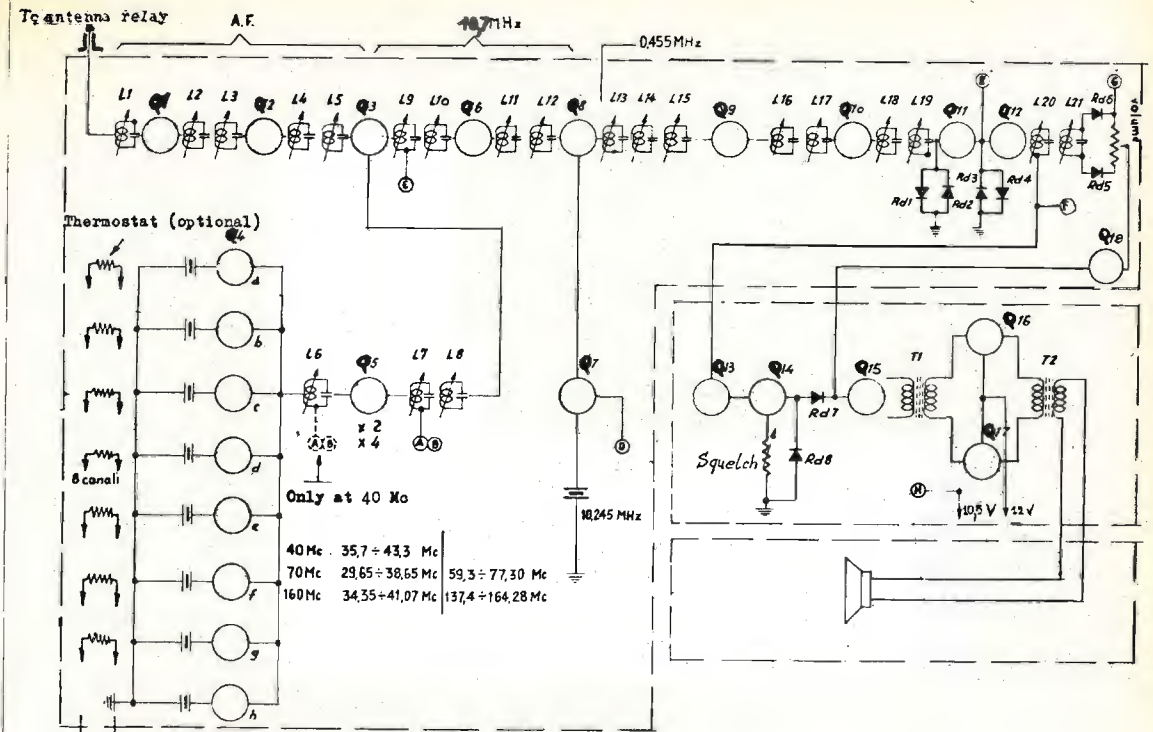 To antenna relay
A.F.
10,7MHz
0,455MHz
L1 Q1 L2 L3 Q2 L4 L5 Q3 L9 L10 Q6 L11 L12 Q8 L13 L14 L15 Q9 L16 L17 Q10 L18 L19 Q11 E Q12 L20 L21 Rd6 G
volume
E
Rd1 Rd2 Rd3 Rd4 Rd5
F
Q18
Thermostat (optional)
Q4
a
b
c
d
8 canali
e
f
g
h
L6 Q5 L7 L8
x 2
x 4
A B
A B
Only at 40 Mc
40 Mc 35,7 ÷ 43,3 Mc
70 Mc 29,65 ÷ 38,65 Mc 59,3 ÷ 77,30 Mc
160 Mc 34,35 ÷ 41,07 Mc 137,4 ÷ 164,28 Mc
Q7
D
10,245 MHz
Q13 Q14 Rd7 Q15 T1 Q16 T2
Q17
Squelch
Rd8
H
10,5 V 12 V